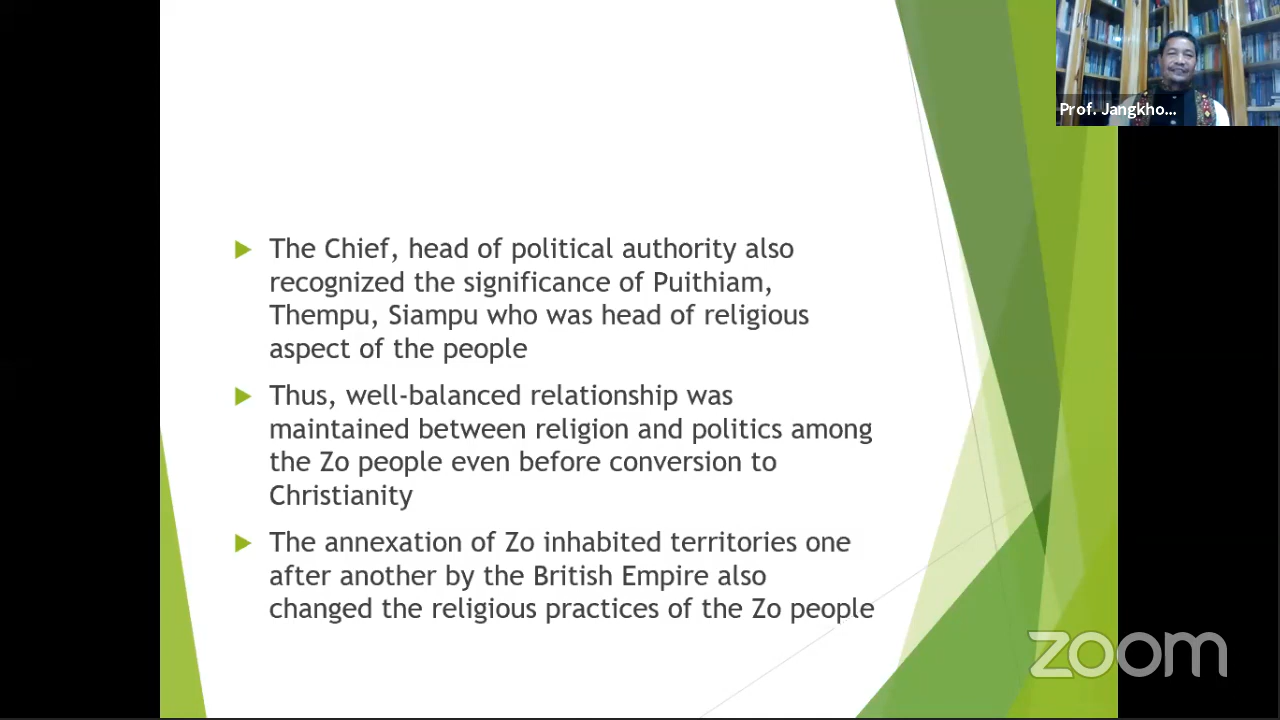 Prof. Jangkho...
The Chief, head of political authority also
recognized the significance of Puithiam,
Thempu, Siampu who was head of religious
aspect of the people
Thus, well-balanced relationship was
maintained between religion and politics among
the Zo people even before conversion to
Christianity
The annexation of Zo inhabited territories one
after another by the British Empire also
changed the religious practices of the Zo people
zoom